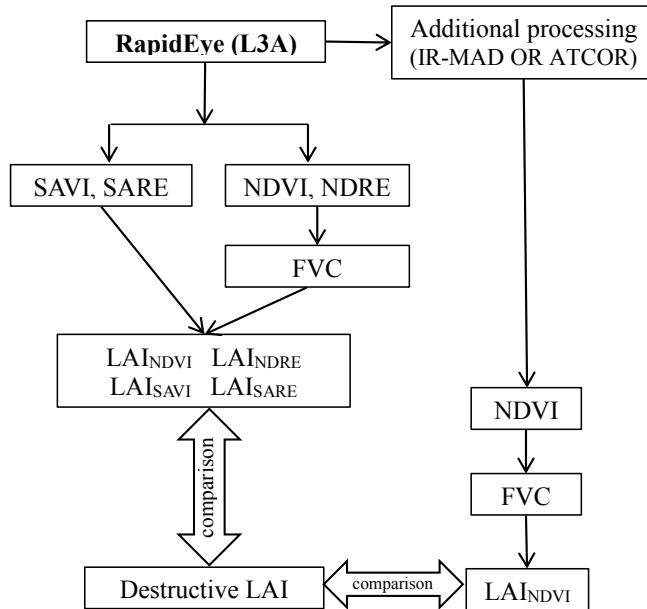 RapidEye (L3A)
Additional processing
(IR-MAD OR ATCOR)
SAVI, SARE
NDVI, NDRE
FVC
LAINDVI LAINDRE
LAISAVI LAISARE
comparison
NDVI
FVC
Destructive LAI
comparison
LAINDVI